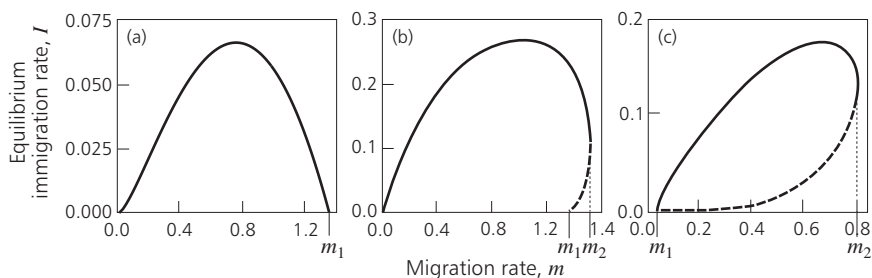 Equilibrium
immigration rate, I
0.075
0.050
0.025
0.000
(a)
0.0 0.4 0.8 1.2
m1
0.3
0.2
0.1
0.0
(b)
0.0 0.4 0.8 1.2 1.4
m1 m2
0.2
0.1
0.0
(c)
0.0 0.2 0.4 0.6 0.8
m1 m2
Migration rate, m